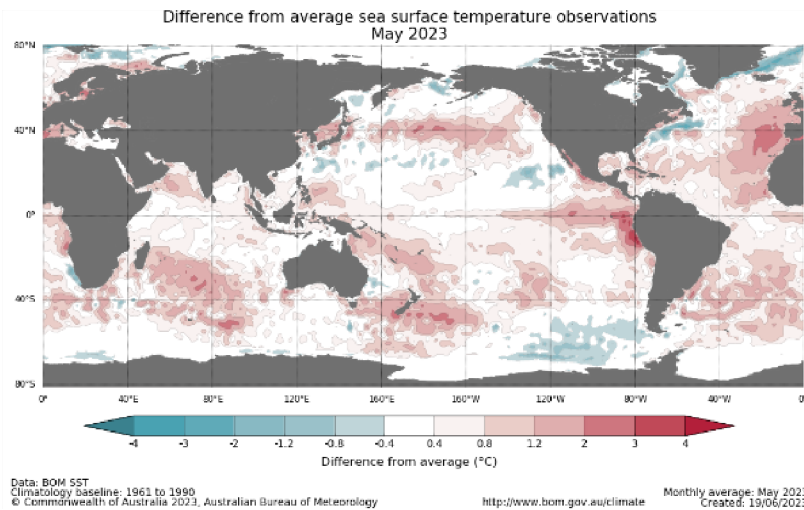 Difference from average sea surface temperature observations
May 2023
80°N
40°N
0°
40°S
80°S
0° 40°E 80°E 120°E 160°E 160°W 120°W 80°W 40°W 0°
-4 -3 -2 -1.2 -0.8 -0.4 0.4 0.8 1.2 2 3 4
Difference from average (°C)
Data: BOM SST
Climatology baseline: 1961 to 1990
© Commonwealth of Australia 2023, Australian Bureau of Meteorology
http://www.bom.gov.au/climate
Monthly average: May 2023
Created: 19/06/2023